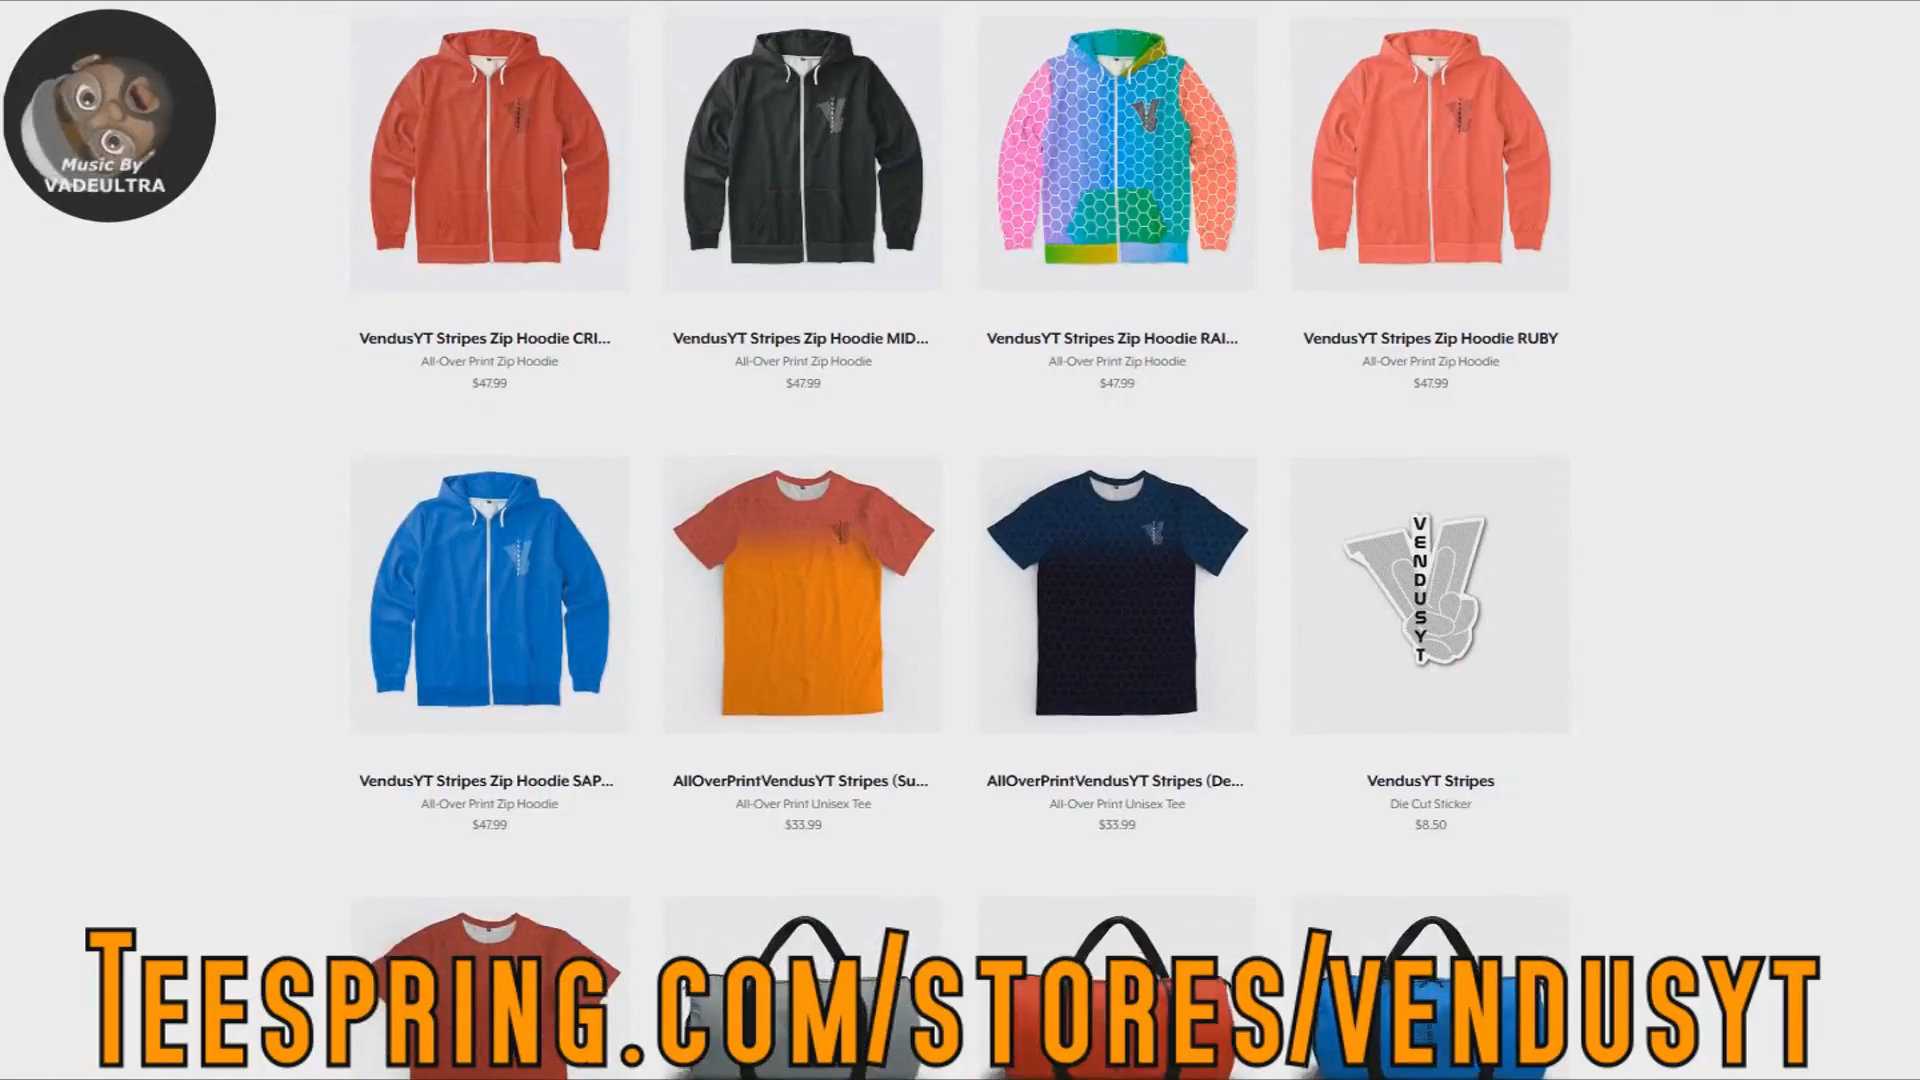 Music By
VADEULTRA
VendusYT Stripes Zip Hoodie CRI...
All-Over Print Zip Hoodie
$47.99
VendusYT Stripes Zip Hoodie MID...
All-Over Print Zip Hoodie
$47.99
VendusYT Stripes Zip Hoodie RAI...
All-Over Print Zip Hoodie
$47.99
VendusYT Stripes Zip Hoodie RUBY
All-Over Print Zip Hoodie
$47.99
VENDUSYT
VendusYT Stripes Zip Hoodie SAP...
All-Over Print Zip Hoodie
$47.99
AllOverPrintVendusYT Stripes (Su...
All-Over Print Unisex Tee
$33.99
AllOverPrintVendusYT Stripes (De...
All-Over Print Unisex Tee
$33.99
VendusYT Stripes
Die Cut Sticker
$8.50
TEESPRING.COM/STORES/VENDUSYT